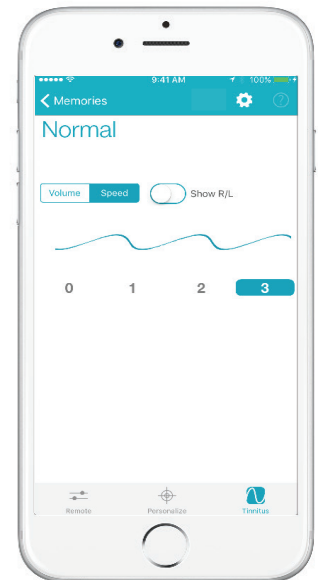 9:41 AM 100%
Memories ?
Normal
Volume Speed Show R/L
0 1 2 3
Remote Personalize Tinnitus